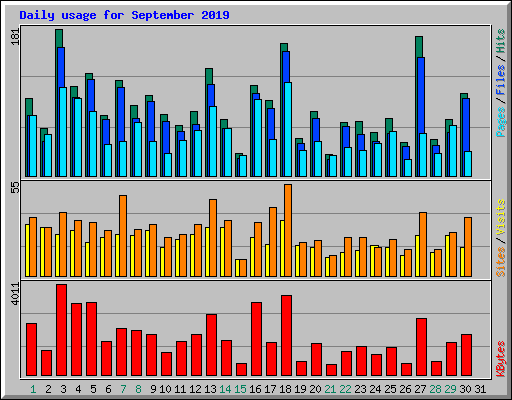 Daily usage for September 2019
181
Pages / Files / Hits
55
Sites / Visits
4011
KBytes
1 2 3 4 5 6 7 8 9 10 11 12 13 14 15 16 17 18 19 20 21 22 23 24 25 26 27 28 29 30 31